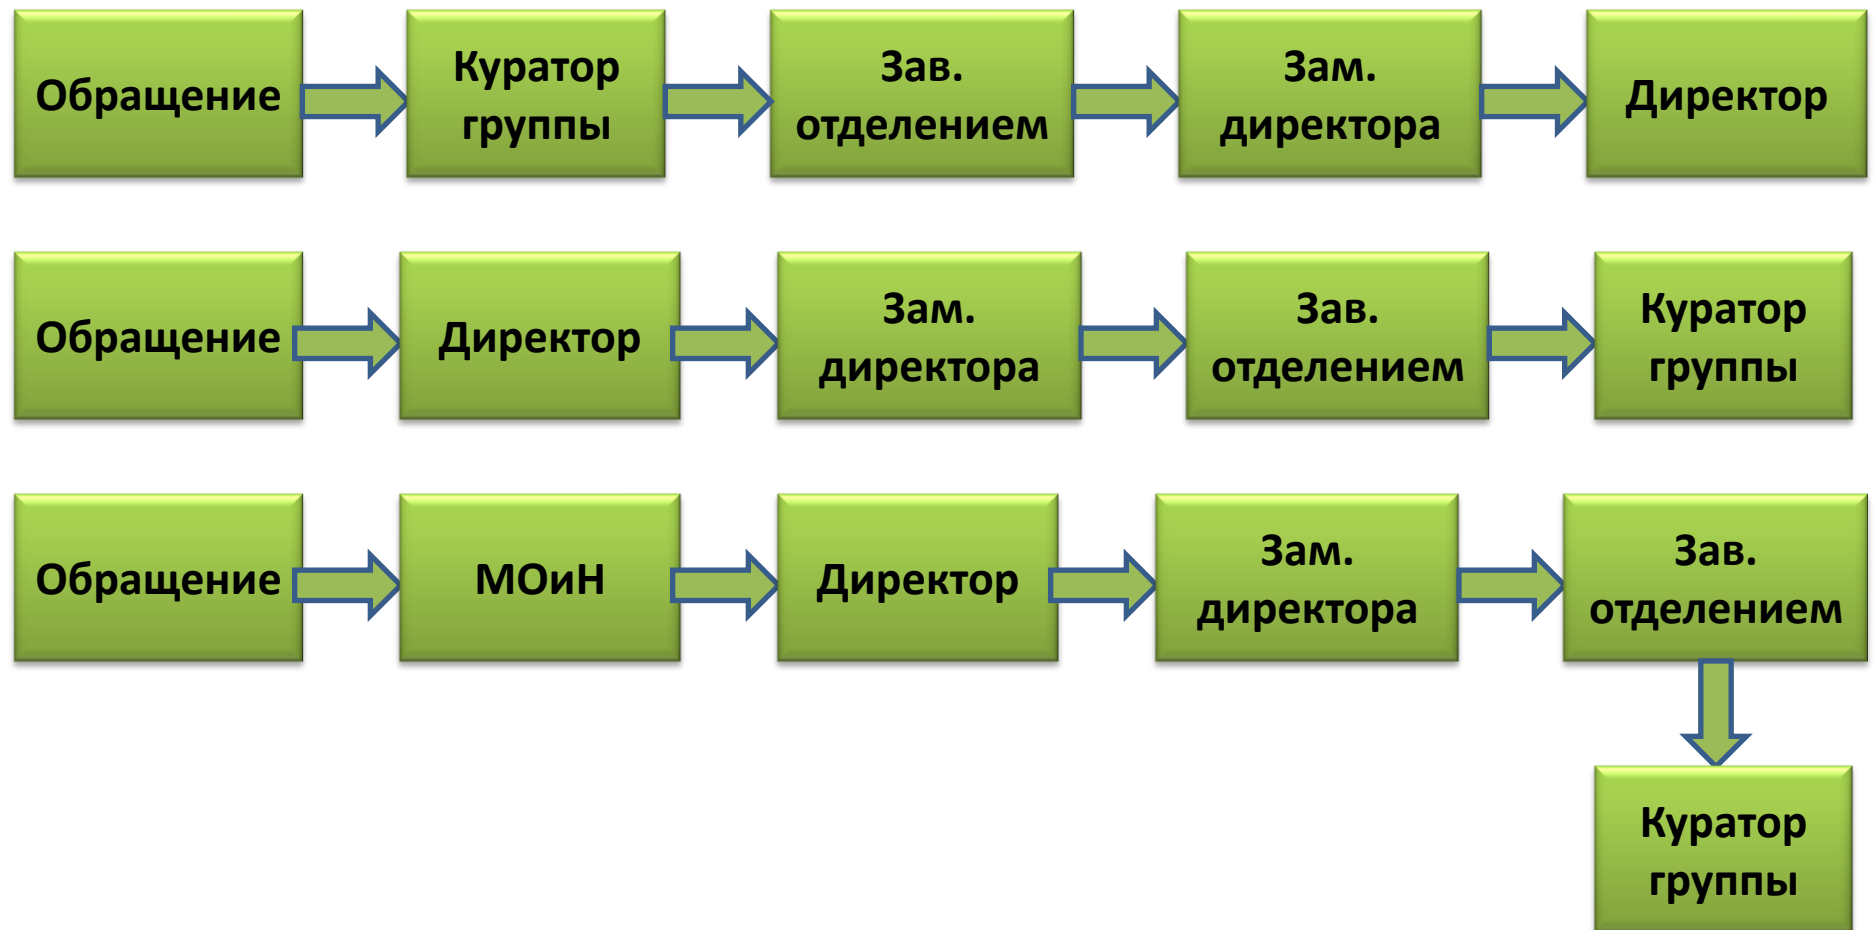 Обращение
Куратор
группы
Зав.
отделением
Зам.
директора
Директор
Обращение
Директор
Зам.
директора
Зав.
отделением
Куратор
группы
Обращение
МОиН
Директор
Зам.
директора
Зав.
отделением
Куратор
группы